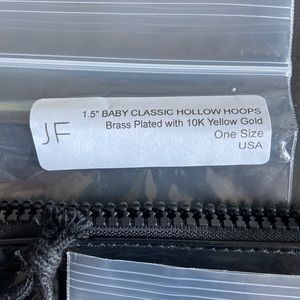 1.5" BABY CLASSIC HOLLOW HOOPS
JF
Brass Plated with 10K Yellow Gold
One Size
USA